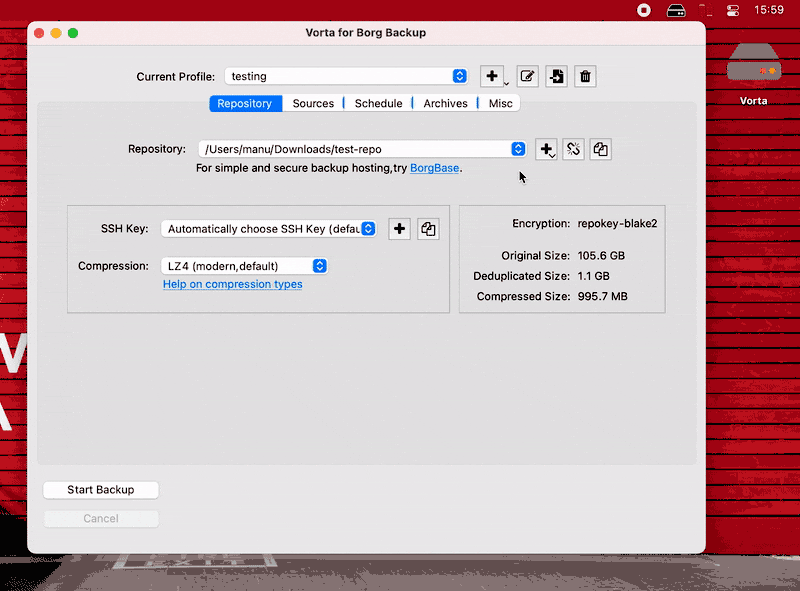 15:59
Vorta for Borg Backup
Current Profile: testing
Repository Sources Schedule Archives Misc
Repository: /Users/manu/Downloads/test-repo
For simple and secure backup hosting,try BorgBase.
SSH Key: Automatically choose SSH Key (defau
Compression: LZ4 (modern,default)
Help on compression types
Encryption: repokey-blake2
Original Size: 105.6 GB
Deduplicated Size: 1.1 GB
Compressed Size: 995.7 MB
Start Backup
Cancel
Vorta